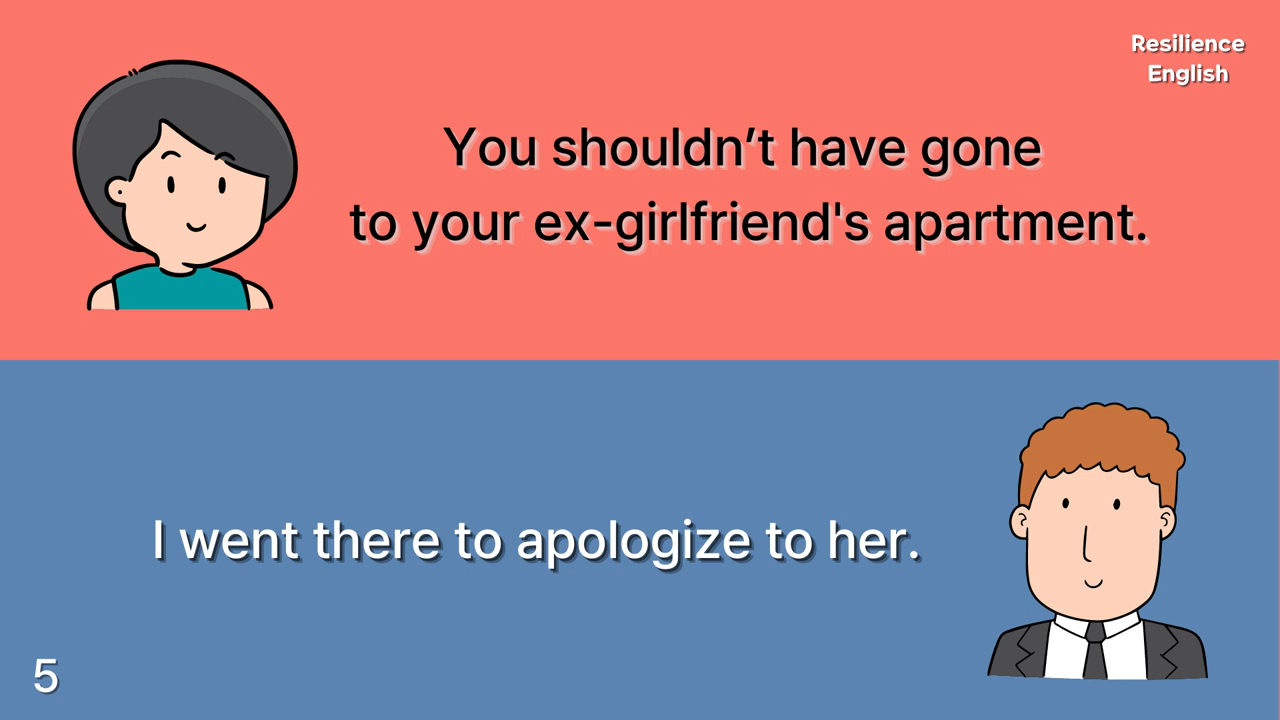 Resilience
English
You shouldn’t have gone
to your ex-girlfriend's apartment.
I went there to apologize to her.
5